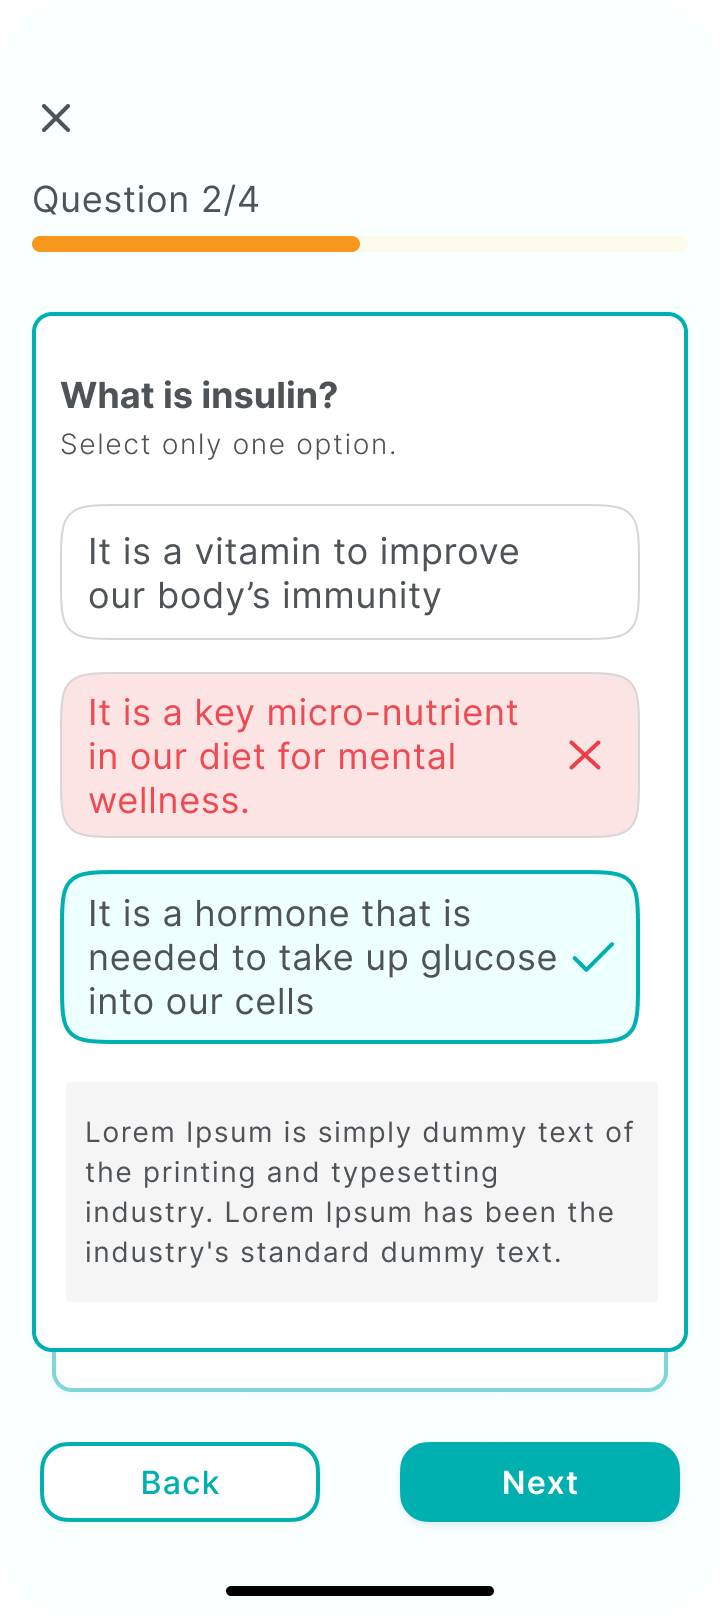 Question 2/4
What is insulin?
Select only one option.
It is a vitamin to improve
our body’s immunity
It is a key micro-nutrient
in our diet for mental
wellness.
It is a hormone that is
needed to take up glucose
into our cells
Lorem Ipsum is simply dummy text of
the printing and typesetting
industry. Lorem Ipsum has been the
industry's standard dummy text.
Back
Next